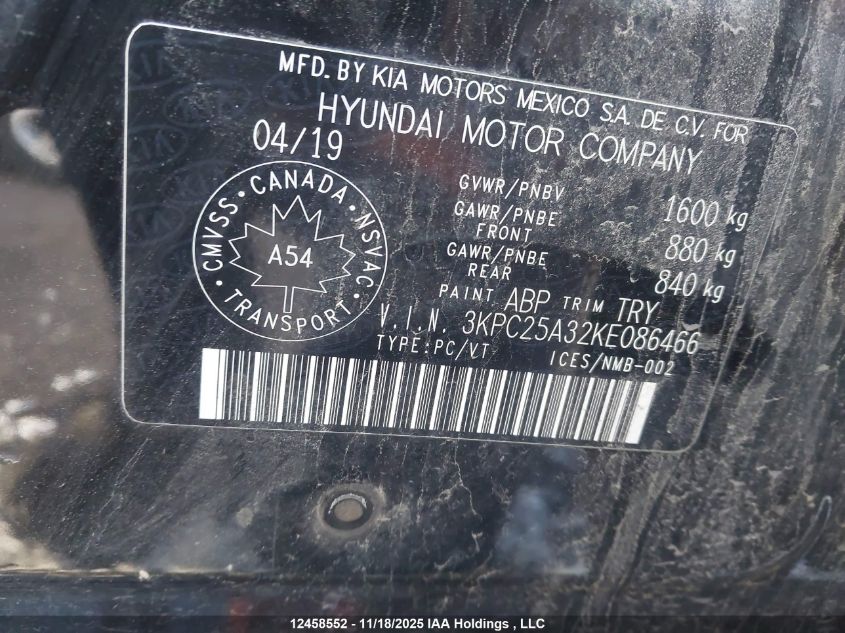 MFD. BY KIA MOTORS MEXICO S.A. DE C.V. FOR
HYUNDAI MOTOR COMPANY
04/19
CMVSS • CANADA • NSVAC • TRANSPORT •
A54
GVWR/PNBV 1600 kg
GAWR/PNBE FRONT 880 kg
GAWR/PNBE REAR 840 kg
PAINT ABP TRIM TRY
V.I.N. 3KPC25A32KE086466
TYPE:PC/VT ICES/NMB-002
12458552 - 11/18/2025 IAA Holdings , LLC